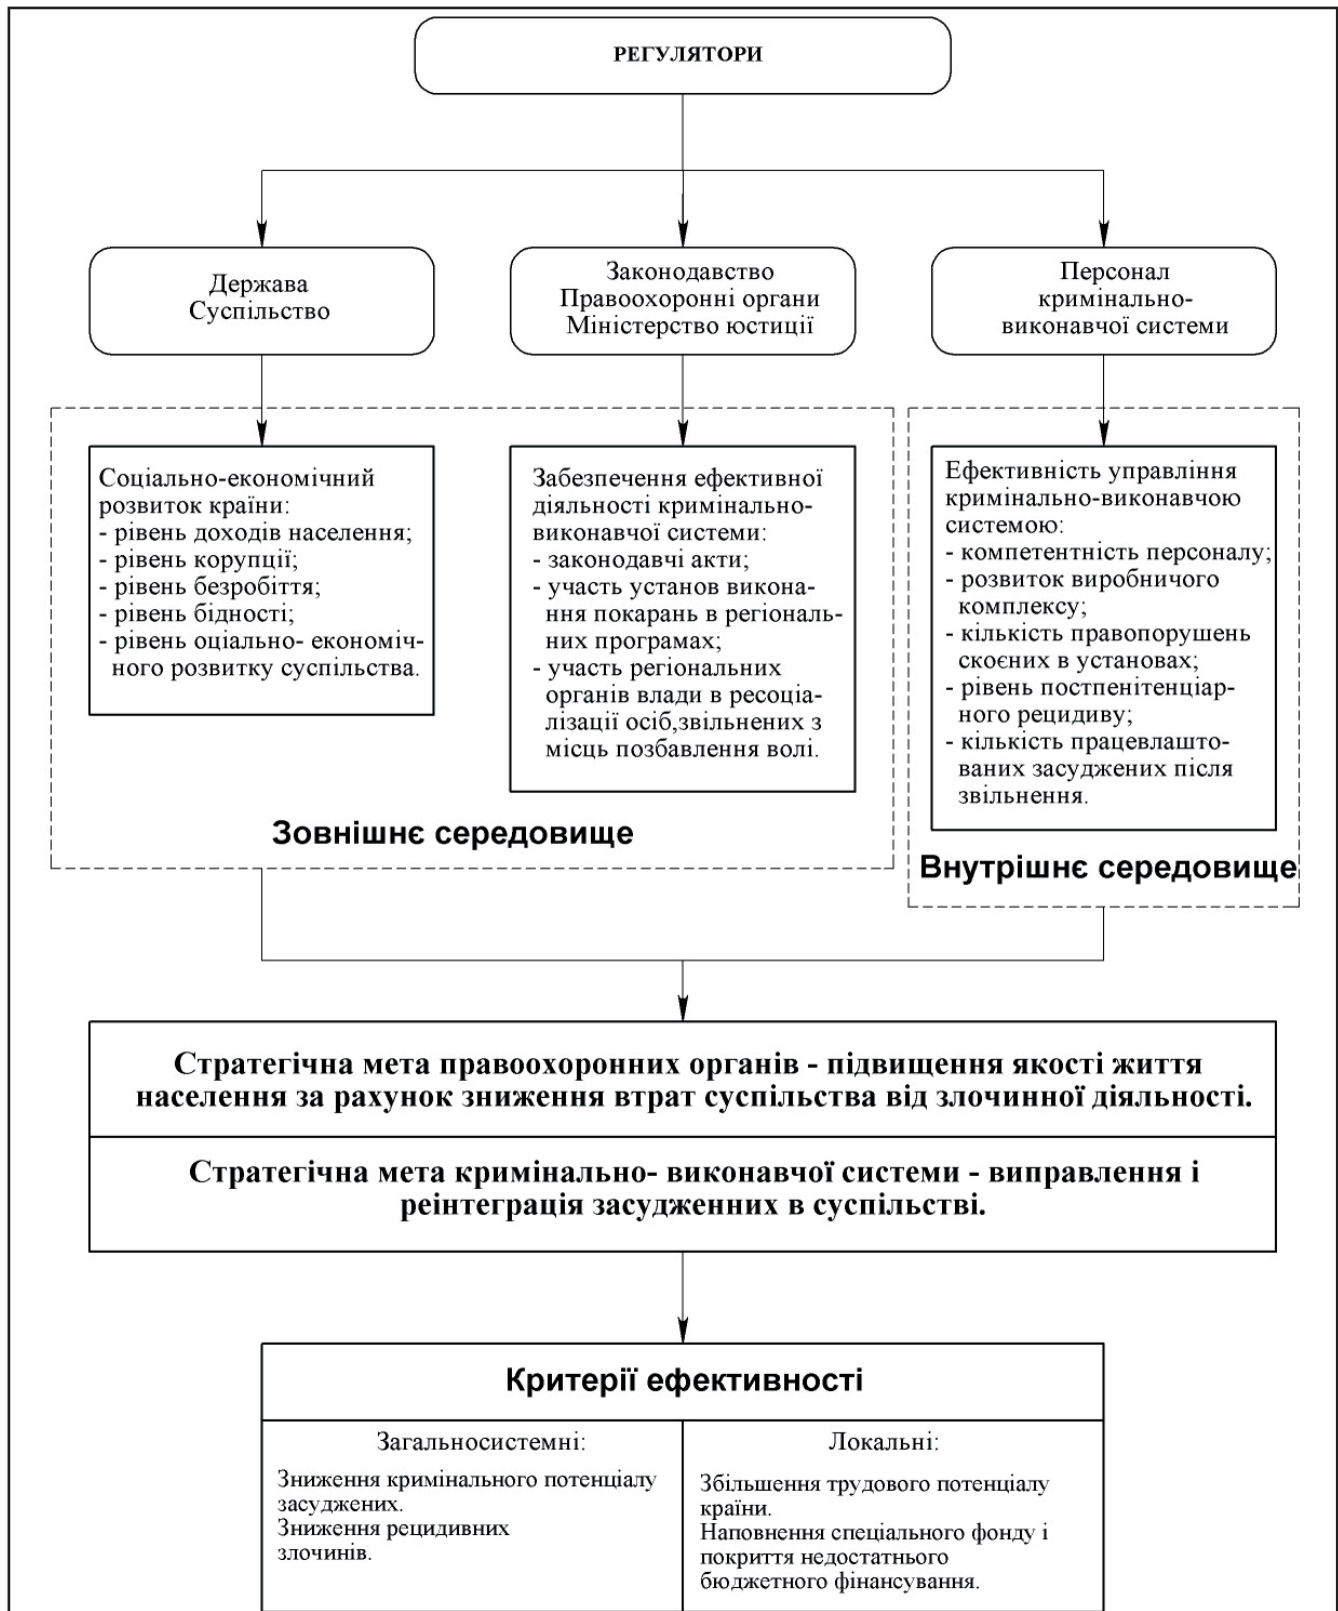 РЕГУЛЯТОРИ
Держава
Суспільство
Законодавство
Правоохоронні органи
Міністерство юстиції
Персонал
кримінально-
виконавчої системи
Соціально-економічний
розвиток країни:
- рівень доходів населення;
- рівень корупції;
- рівень безробіття;
- рівень бідності;
- рівень оціально- економіч-
ного розвитку суспільства.
Забезпечення ефективної
діяльності кримінально-
виконавчої системи:
- законодавчі акти;
- участь установ викона-
ння покарань в регіональ-
них програмах;
- участь регіональних
органів влади в ресоціа-
лізації осіб,звільнених з
місць позбавлення волі.
Зовнішнє середовище
Ефективність управління
кримінально-виконавчою
системою:
- компетентність персоналу;
- розвиток виробничого
комплексу;
- кількість правопорушень
скоєних в установах;
- рівень постпенітенціар-
ного рецидиву;
- кількість працевлашто-
ваних засуджених після
звільнення.
Внутрішнє середовище
Стратегічна мета правоохоронних органів - підвищення якості життя
населення за рахунок зниження втрат суспільства від злочинної діяльності.
Стратегічна мета кримінально- виконавчої системи - виправлення і
реінтеграція засудженних в суспільстві.
Критерії ефективності
Загальносистемні:
Зниження кримінального потенціалу
засуджених.
Зниження рецидивних
злочинів.
Локальні:
Збільшення трудового потенціалу
країни.
Наповнення спеціального фонду і
покриття недостатнього
бюджетного фінансування.